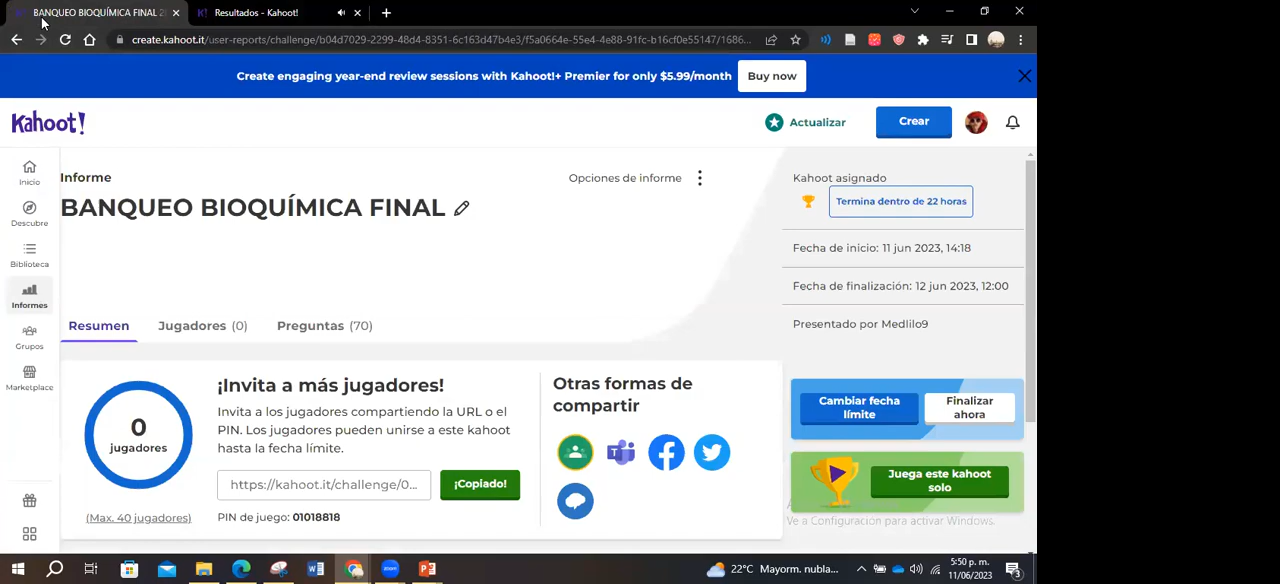 BANQUEO BIOQUÍMICA FINAL 2
Resultados - Kahoot!
create.kahoot.it/user-reports/challenge/b04d7029-2299-48d4-8351-6c163d47b4e3/f5a0664e-55e4-4e88-91fc-b16cf0e55147/1686...
Create engaging year-end review sessions with Kahoot!+ Premier for only $5.99/month
Buy now
Kahoot!
Actualizar
Crear
Inicio
Descubre
Biblioteca
Informes
Grupos
Marketplace
Informe
Opciones de informe
BANQUEO BIOQUÍMICA FINAL
Kahoot asignado
Termina dentro de 22 horas
Fecha de inicio: 11 jun 2023, 14:18
Fecha de finalización: 12 jun 2023, 12:00
Presentado por Medlilo9
Resumen
Jugadores (0)
Preguntas (70)
0
jugadores
(Max. 40 jugadores)
¡Invita a más jugadores!
Invita a los jugadores compartiendo la URL o el
PIN. Los jugadores pueden unirse a este kahoot
hasta la fecha límite.
https://kahoot.it/challenge/0...
¡Copiado!
PIN de juego: 01018818
Otras formas de
compartir
Cambiar fecha
límite
Finalizar
ahora
Juega este kahoot
solo
Ve a Configuración para activar Windows.
22°C Mayorm. nubla...
5:50 p. m.
11/06/2023
3